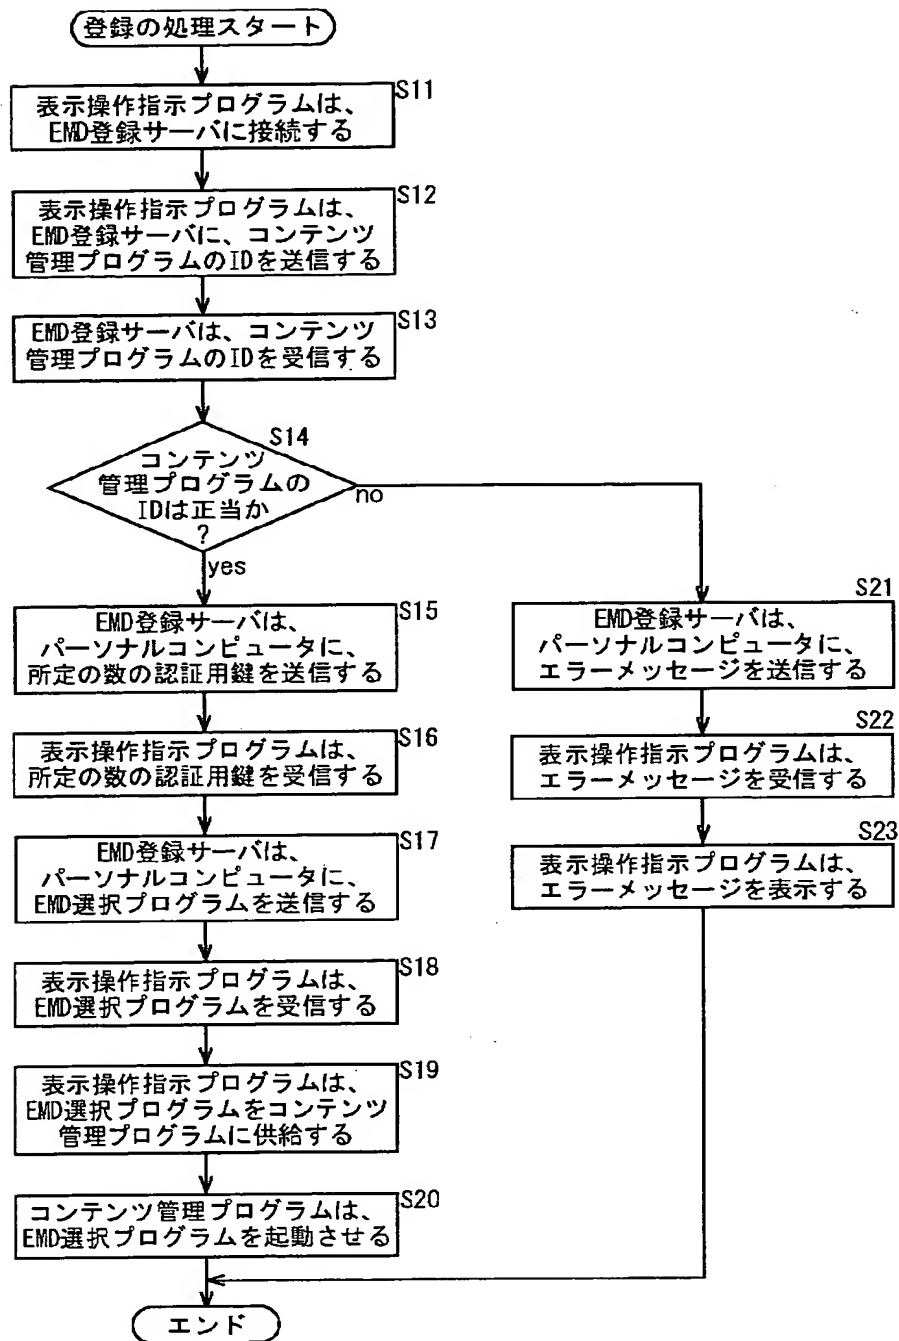 登録の処理スタート
S11
表示操作指示プログラムは、
EMD登録サーバに接続する
S12
表示操作指示プログラムは、
EMD登録サーバに、コンテンツ
管理プログラムのIDを送信する
S13
EMD登録サーバは、コンテンツ
管理プログラムのIDを受信する
S14
コンテンツ
管理プログラムの
IDは正当か
?
no
yes
S15
EMD登録サーバは、
パーソナルコンピュータに、
所定の数の認証用鍵を送信する
S16
表示操作指示プログラムは、
所定の数の認証用鍵を受信する
S17
EMD登録サーバは、
パーソナルコンピュータに、
EMD選択プログラムを送信する
S18
表示操作指示プログラムは、
EMD選択プログラムを受信する
S19
表示操作指示プログラムは、
EMD選択プログラムをコンテンツ
管理プログラムに供給する
S20
コンテンツ管理プログラムは、
EMD選択プログラムを起動させる
S21
EMD登録サーバは、
パーソナルコンピュータに、
エラーメッセージを送信する
S22
表示操作指示プログラムは、
エラーメッセージを受信する
S23
表示操作指示プログラムは、
エラーメッセージを表示する
エンド